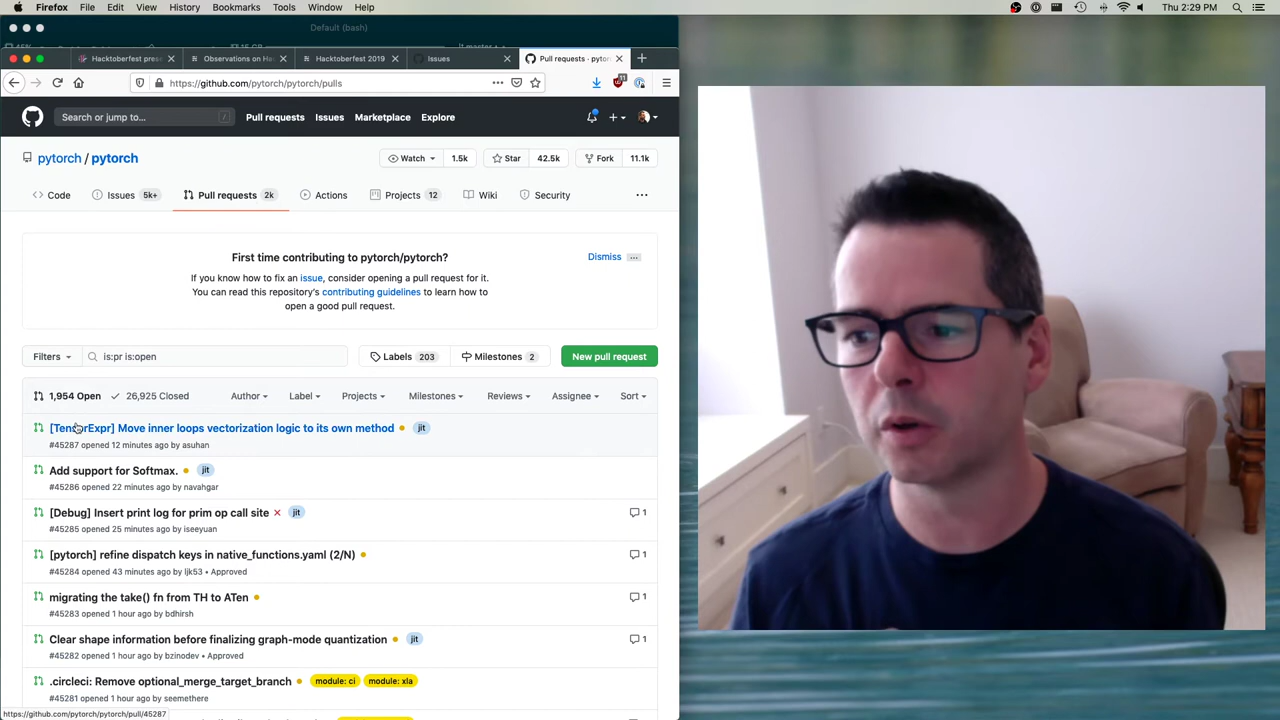 Firefox File Edit View History Bookmarks Tools Window Help
Thu 2:29 PM
Default (bash)
Hacktoberfest pres
Observations on Ha
Hacktoberfest 2019
Issues
Pull requests · pytor
https://github.com/pytorch/pytorch/pulls
11
Search or jump to... /
Pull requests Issues Marketplace Explore
pytorch / pytorch
Watch 1.5k Star 42.5k Fork 11.1k
Code Issues 5k+ Pull requests 2k Actions Projects 12 Wiki Security
First time contributing to pytorch/pytorch?
Dismiss
If you know how to fix an issue, consider opening a pull request for it.
You can read this repository's contributing guidelines to learn how to
open a good pull request.
Filters is:pr is:open Labels 203 Milestones 2 New pull request
1,954 Open 26,925 Closed Author Label Projects Milestones Reviews Assignee Sort
[TensorExpr] Move inner loops vectorization logic to its own method jit
#45287 opened 12 minutes ago by asuhan
Add support for Softmax. jit
#45286 opened 22 minutes ago by navahgar
[Debug] Insert print log for prim op call site jit 1
#45285 opened 25 minutes ago by iseeyuan
[pytorch] refine dispatch keys in native_functions.yaml (2/N) 1
#45284 opened 43 minutes ago by ljk53 • Approved
migrating the take() fn from TH to ATen 1
#45283 opened 1 hour ago by bdhirsh
Clear shape information before finalizing graph-mode quantization jit 1
#45282 opened 1 hour ago by bzinodev • Approved
.circleci: Remove optional_merge_target_branch module: ci module: xla
#45281 opened 1 hour ago by seemethere
https://github.com/pytorch/pytorch/pull/45287